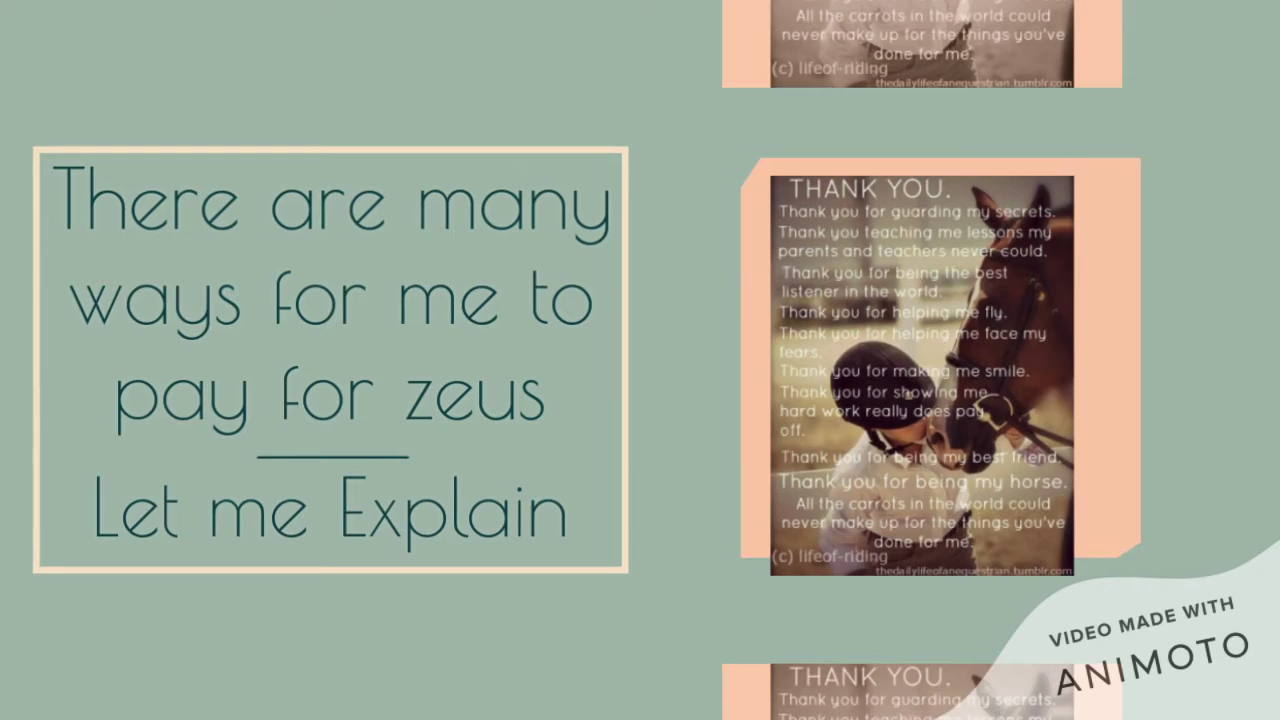 There are many
ways for me to
pay for zeus
Let me Explain
All the carrots in the world could
never make up for the things you've
done for me.
(c) lifeof-riding
thedailylifeofanequestrian.tumblr.com
THANK YOU.
Thank you for guarding my secrets.
Thank you teaching me lessons my
parents and teachers never could.
Thank you for being the best
listener in the world.
Thank you for helping me fly.
Thank you for helping me face my
fears.
Thank you for making me smile.
Thank you for showing me
hard work really does pay
off.
Thank you for being my best friend.
Thank you for being my horse.
All the carrots in the world could
never make up for the things you've
done for me.
(c) lifeof-riding
thedailylifeofanequestrian.tumblr.com
THANK YOU.
Thank you for guarding my secrets.
VIDEO MADE WITH
ANIMOTO